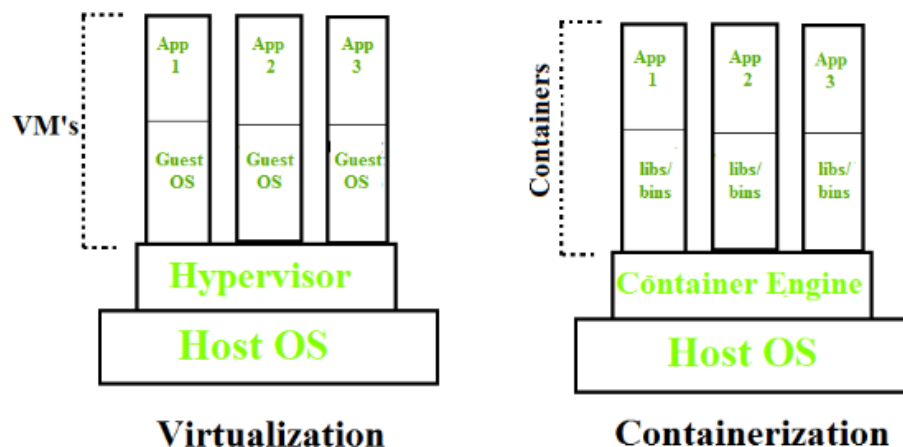 VM's
App
1
App
2
App
3
Guest
OS
Guest
OS
Guest
OS
Hypervisor
Host OS
Virtualization
Containers
App
1
App
2
App
3
libs/
bins
libs/
bins
libs/
bins
Container Engine
Host OS
Containerization